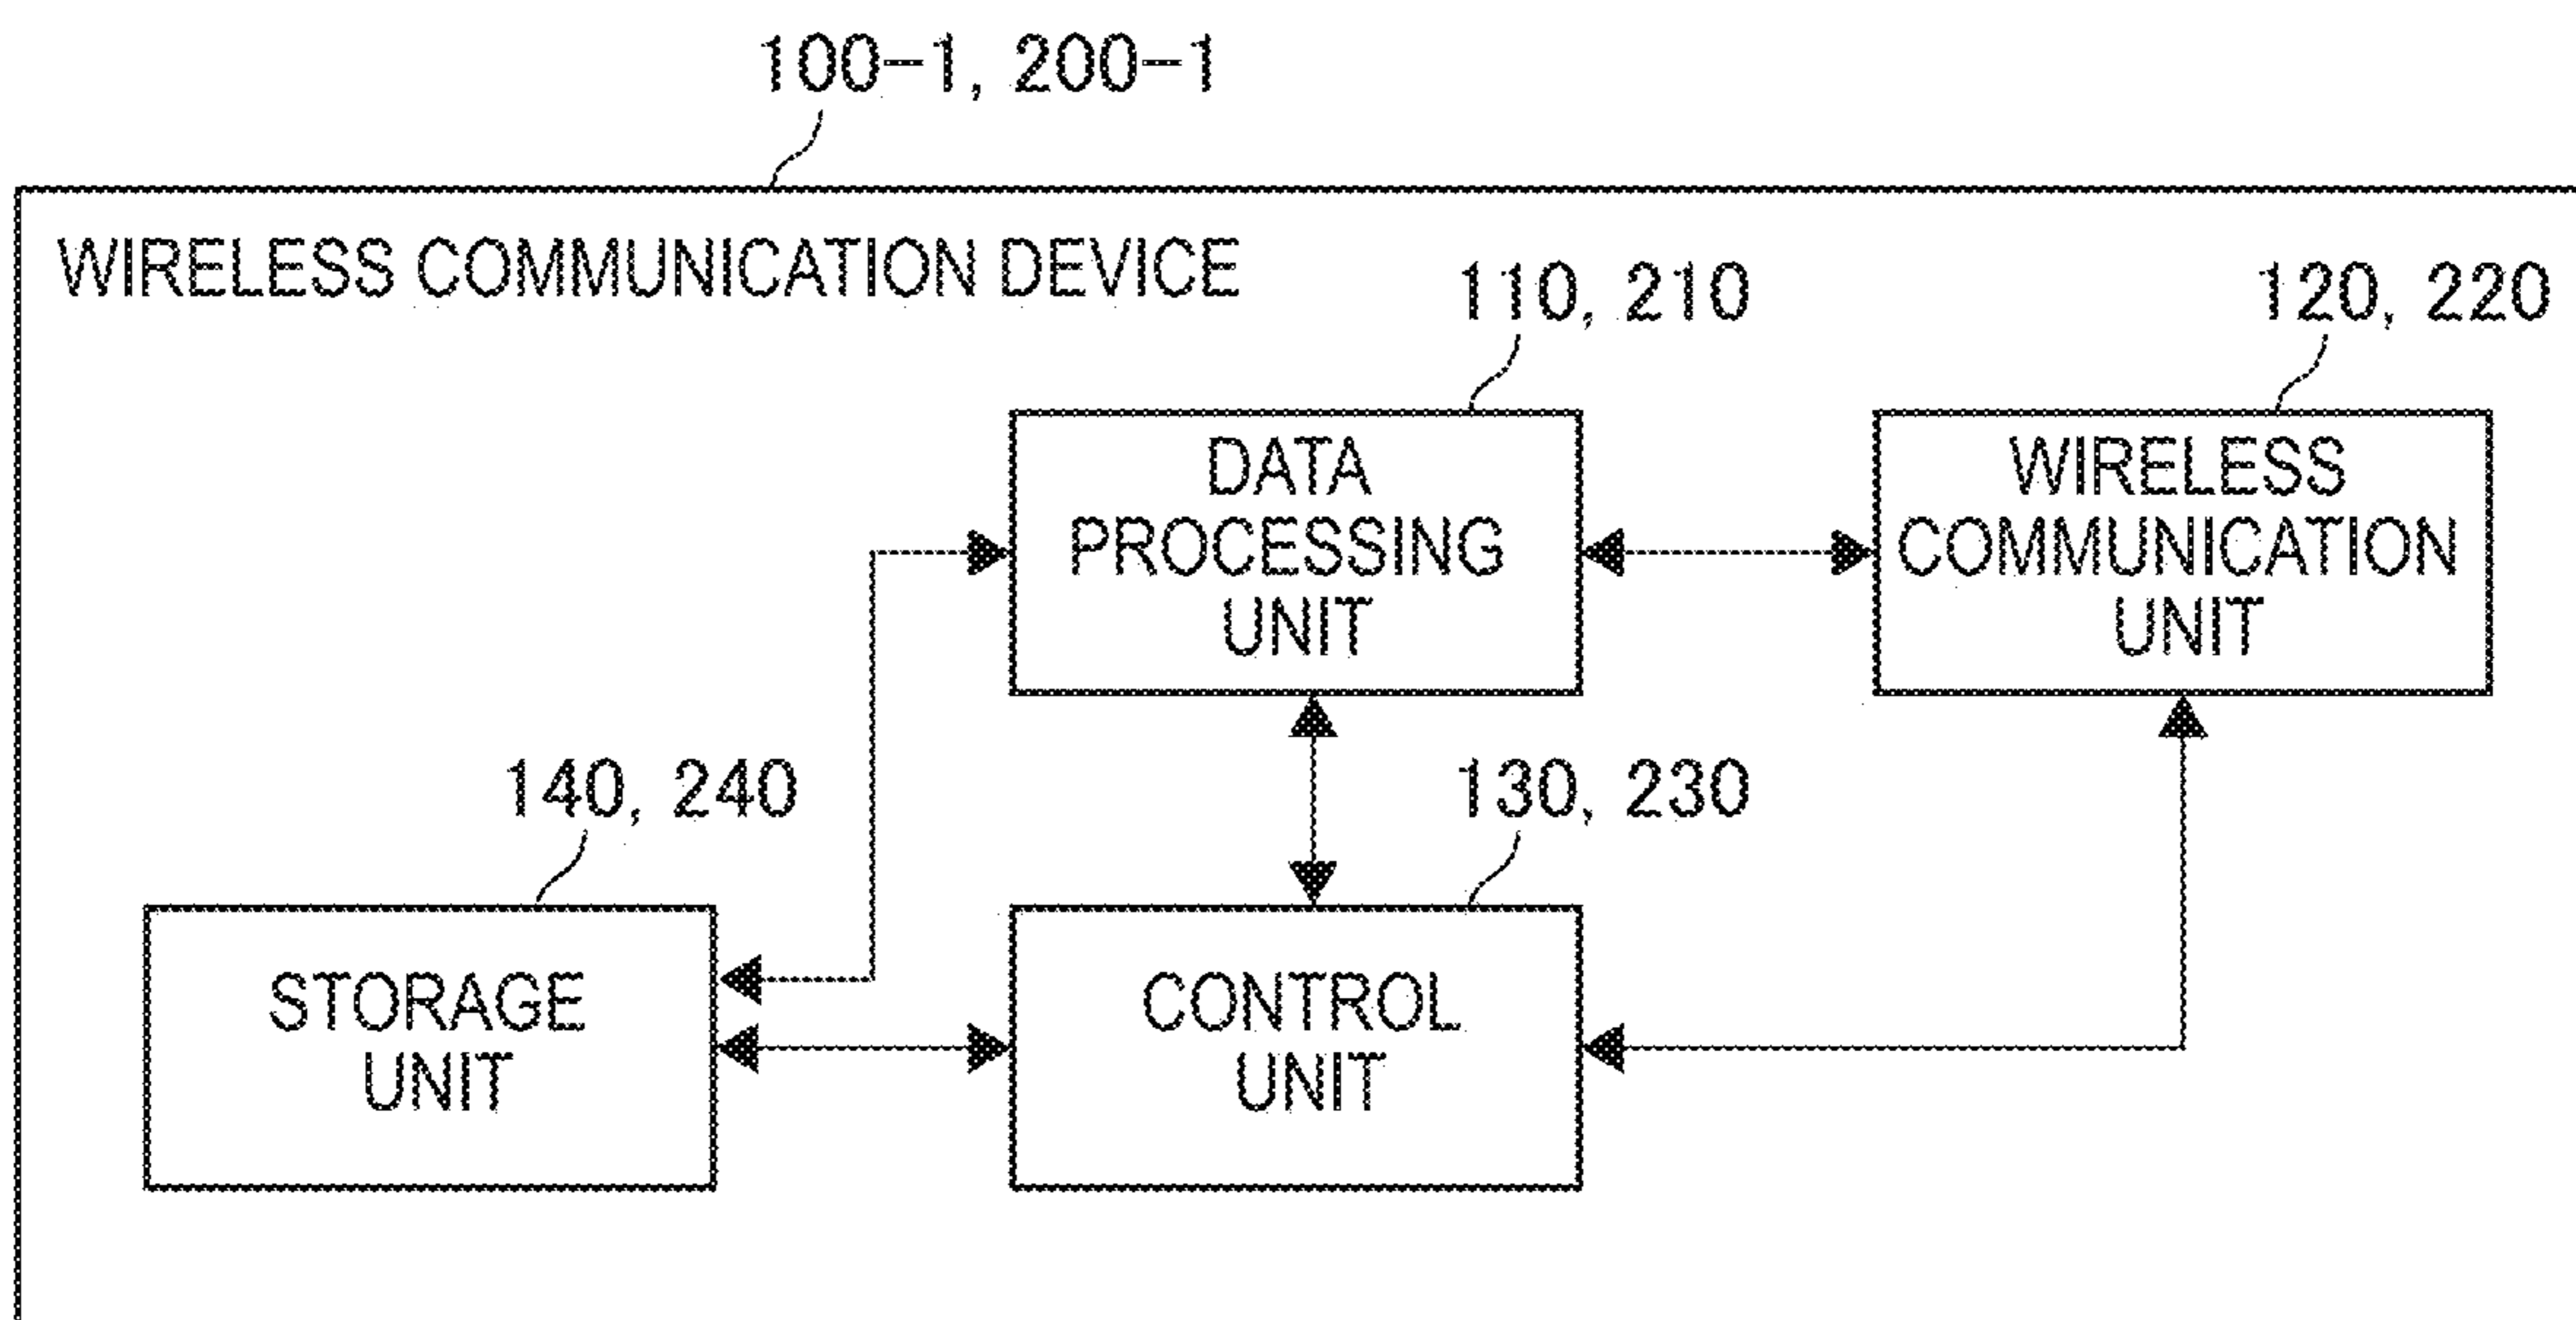 100-1, 200-1
WIRELESS COMMUNICATION DEVICE
110, 210
120, 220
DATA
PROCESSING
UNIT
WIRELESS
COMMUNICATION
UNIT
140, 240
130, 230
STORAGE
UNIT
CONTROL
UNIT